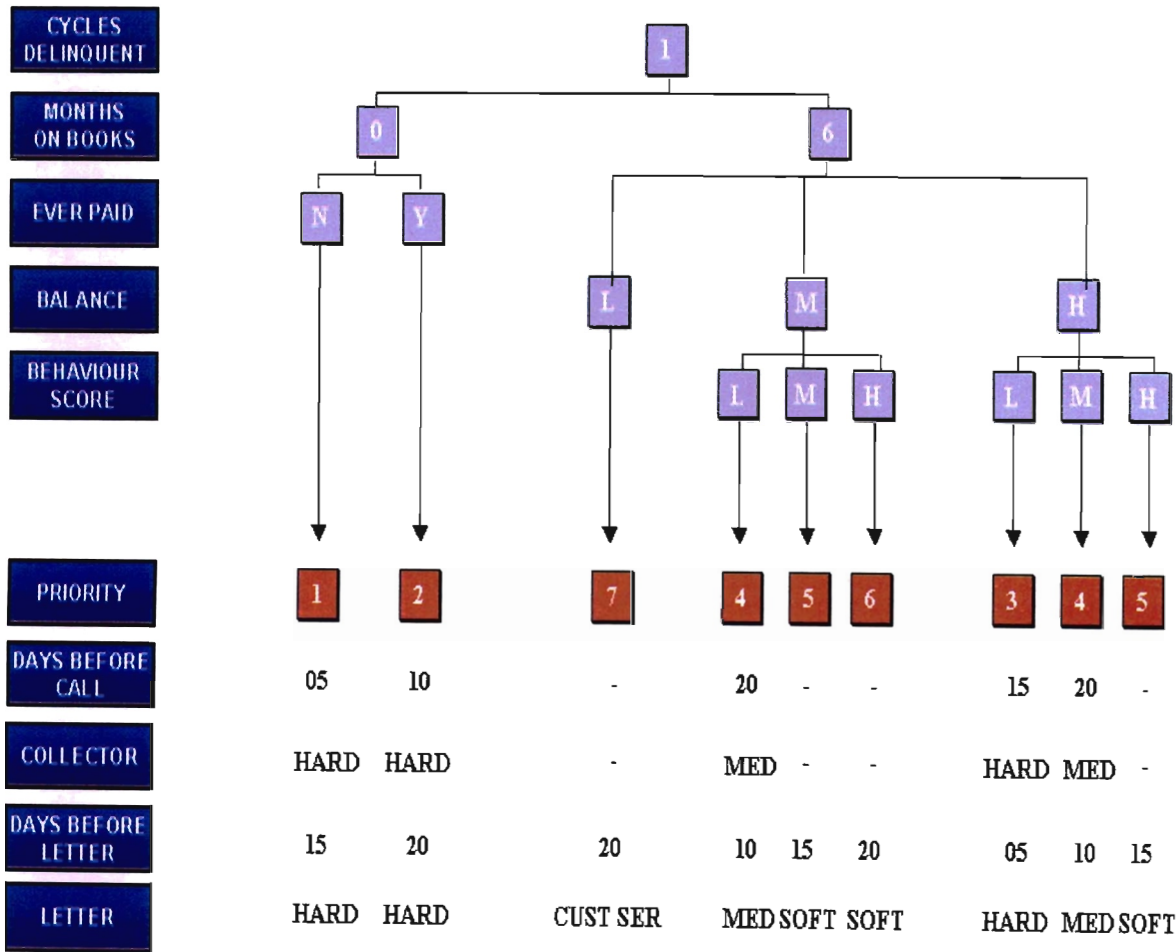 CYCLES
DELINQUENT
1
MONTHS
ON BOOKS
0 6
EVER PAID
N Y
BALANCE
L M H
BEHAVIOUR
SCORE
L M H L M H
PRIORITY
1 2 7 4 5 6 3 4 5
DAYS BEFORE
CALL
05 10 - 20 - - 15 20 -
COLLECTOR
HARD HARD - MED - - HARD MED -
DAYS BEFORE
LETTER
15 20 20 10 15 20 05 10 15
LETTER
HARD HARD CUST SER MED SOFT SOFT HARD MED SOFT